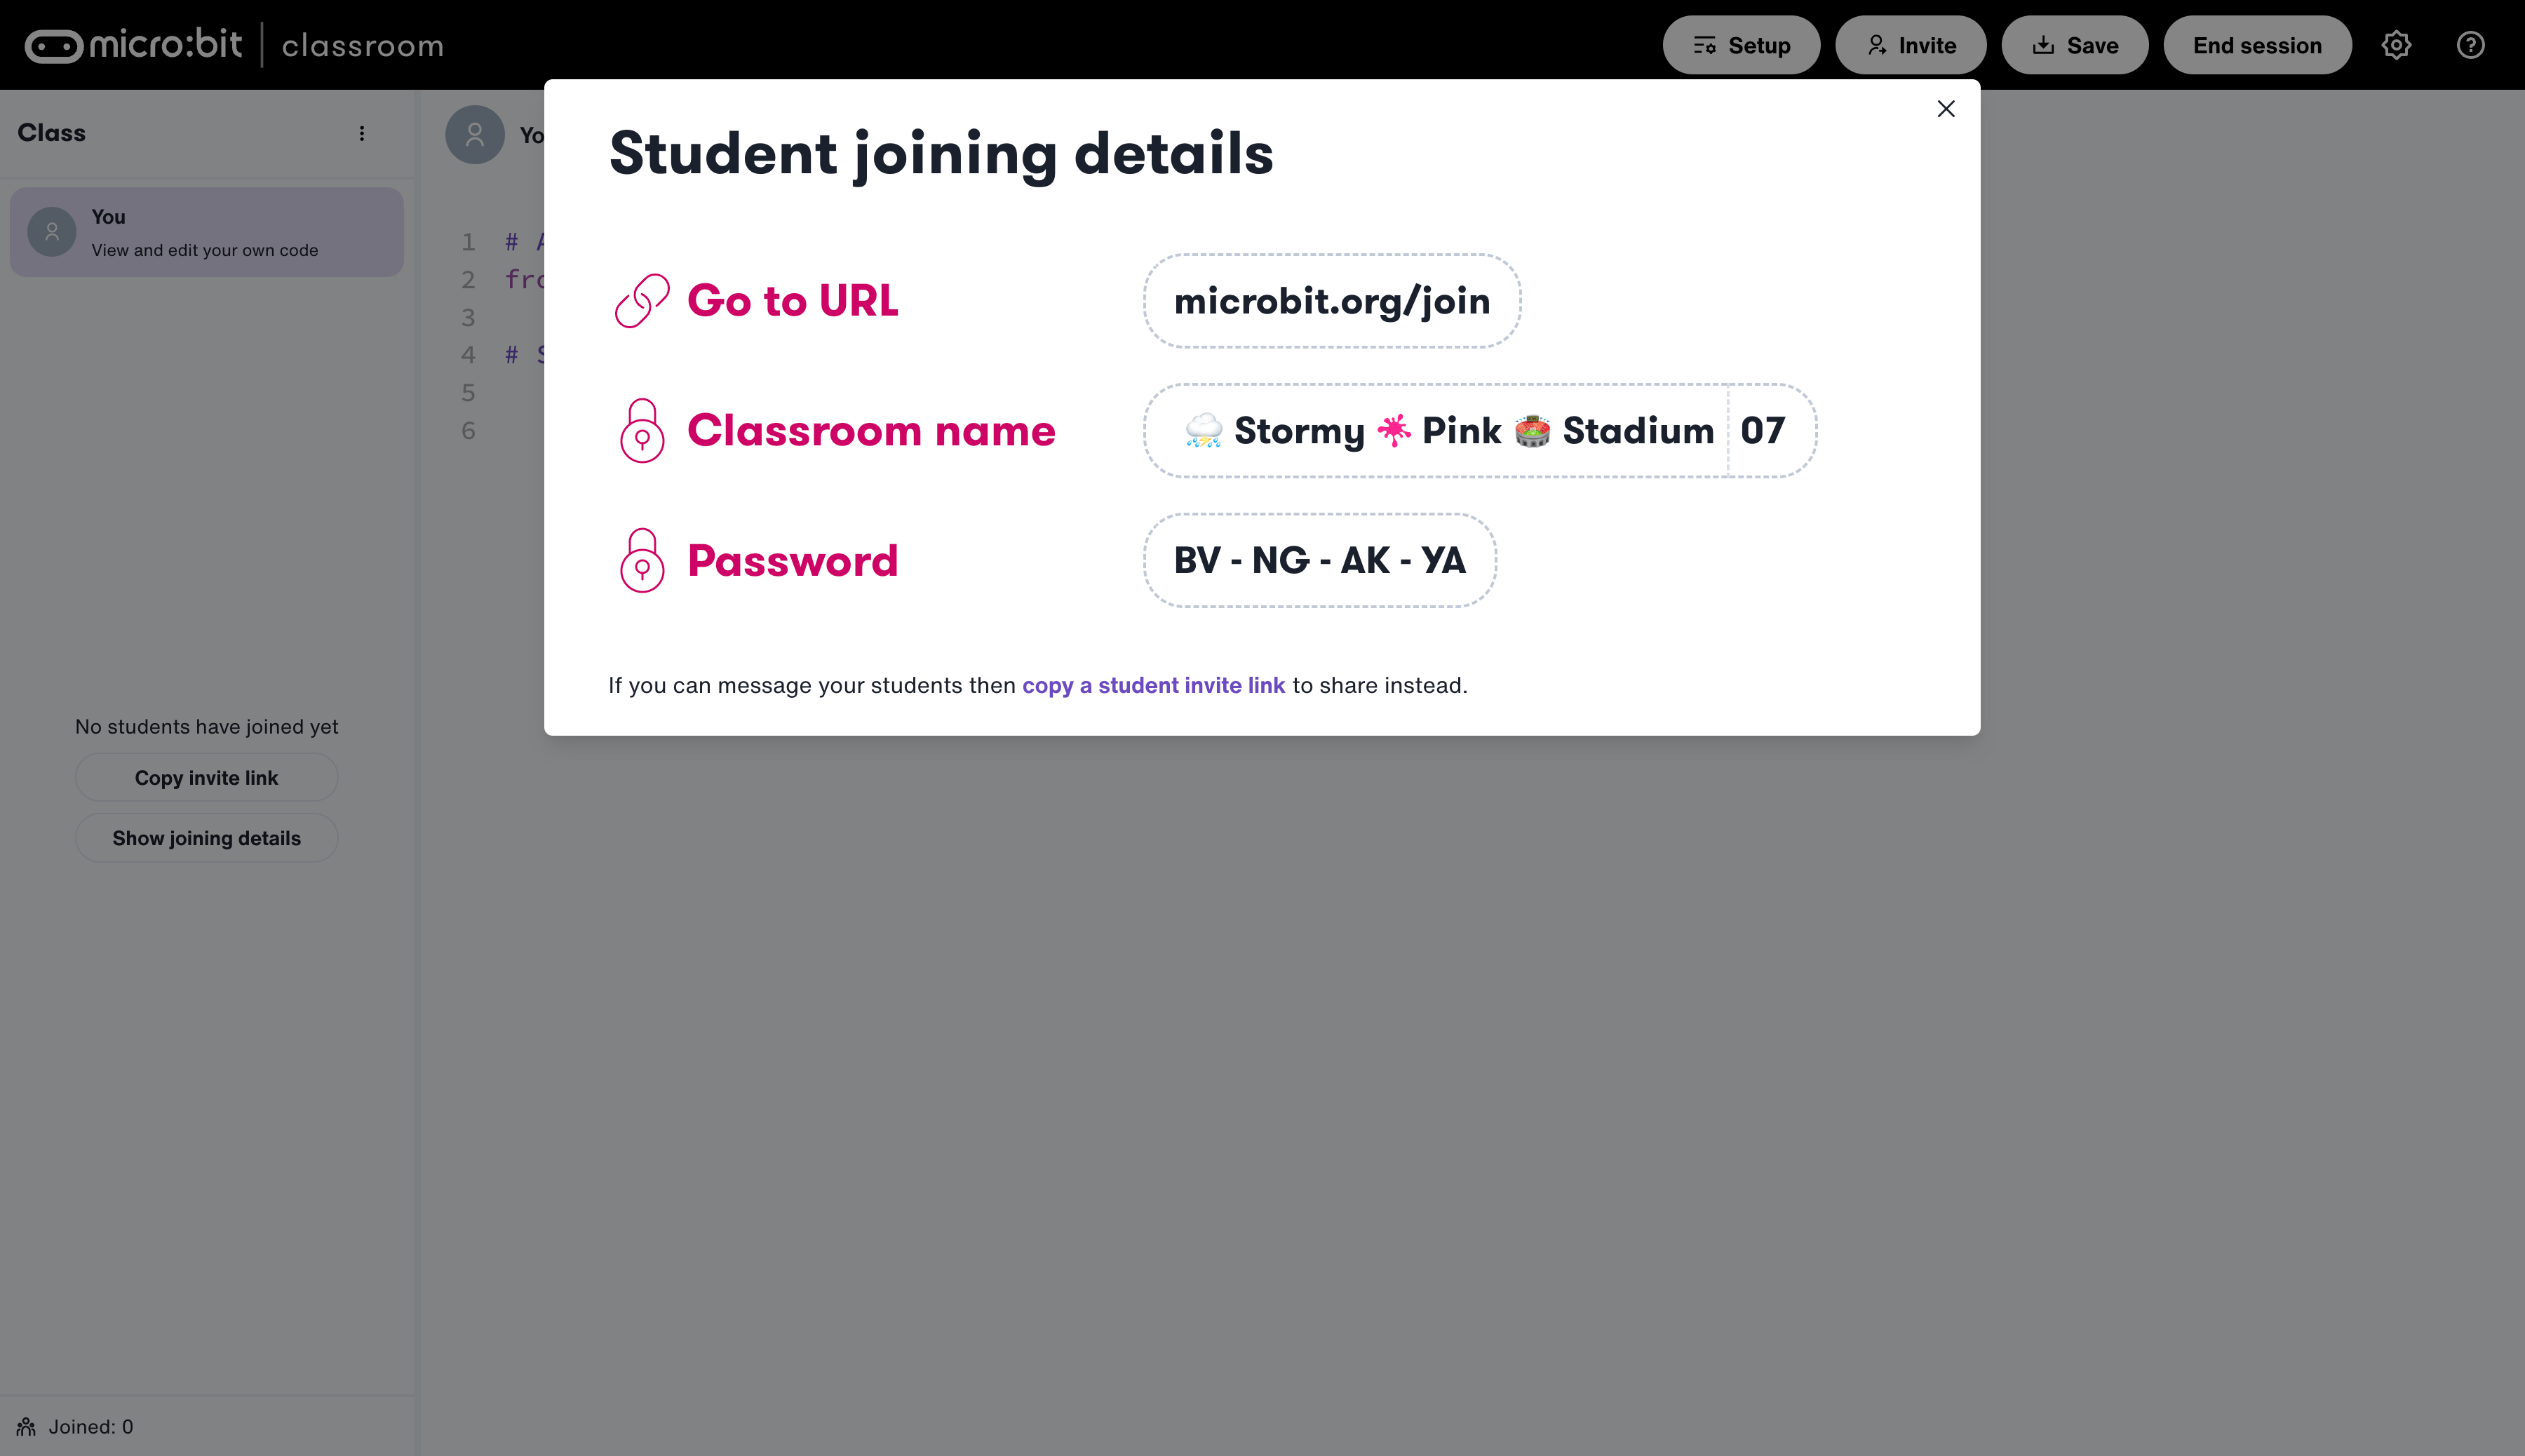 micro:bit | classroom
Setup
Invite
Save
End session
Class
You
View and edit your own code
No students have joined yet
Copy invite link
Show joining details
Joined: 0
Yo
1 # A
2 fro
3
4 # S
5
6
Student joining details
Go to URL
microbit.org/join
Classroom name
Stormy Pink Stadium 07
Password
BV - NG - AK - YA
If you can message your students then copy a student invite link to share instead.